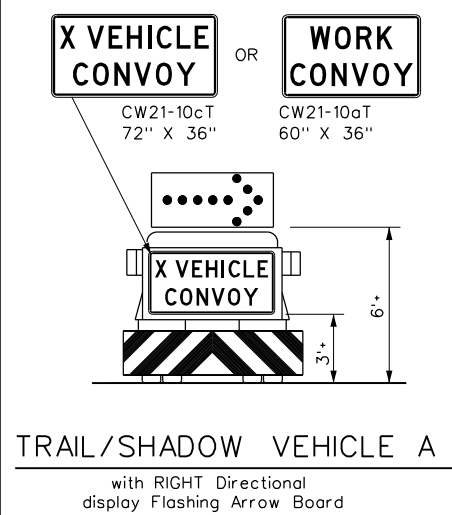 X VEHICLE
CONVOY
OR
WORK
CONVOY
CW21-10cT
72" X 36"
CW21-10aT
60" X 36"
X VEHICLE
CONVOY
6'+
3'+
TRAIL/SHADOW VEHICLE A
with RIGHT Directional
display Flashing Arrow Board